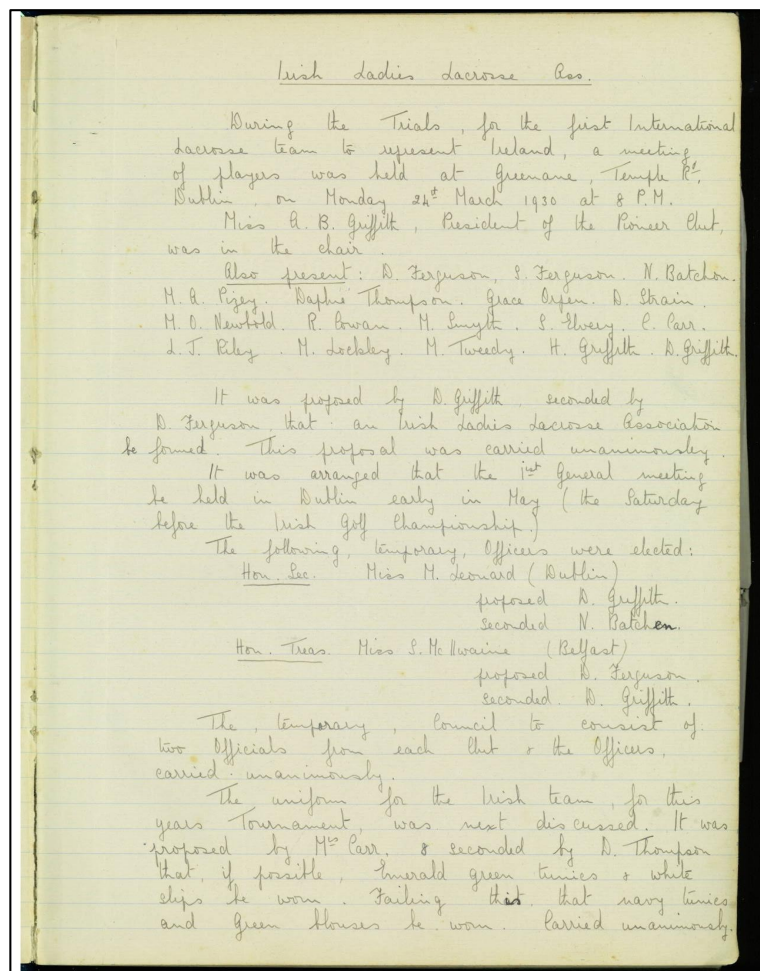 Irish Ladies Lacrosse Ass.
During the Trials, for the first International
Lacrosse team to represent Ireland, a meeting
of players was held at Greenane, Temple Rd,
Dublin, on Monday 24th March 1930 at 8 P.M.
Miss A. B. Griffith, President of the Pioneer Club,
was in the chair.
Also present: D. Ferguson, S. Ferguson. N. Batchen.
M. A. Pizey. Daphne Thompson. Grace Orpen. D. Strain.
M. O. Newbold. R. Cowan. M. Smyth. S. Elvery. C. Carr.
L. J. Riley. M. Lockley. M. Tweedy. H. Griffith. D. Griffith.
It was proposed by D. Griffith, seconded by
D. Ferguson, that an Irish Ladies Lacrosse Association
be formed. This proposal was carried unanimously.
It was arranged that the 1st General meeting
be held in Dublin early in May (the Saturday
before the Irish Golf Championship.)
The following, temporary, Officers were elected:
Hon. Sec. Miss M. Leonard (Dublin)
proposed D. Griffith.
seconded N. Batchen.
Hon. Treas. Miss S. McIlwaine (Belfast)
proposed D. Ferguson.
seconded. D. Griffith.
The, temporary, Council to consist of
two Officials from each Club & the Officers,
carried unanimously.
The uniform for the Irish team, for this
years Tournament, was next discussed. It was
proposed by Mrs Carr. & seconded by D. Thompson
that, if possible, Emerald green tunics & white
slips be worn. Failing this that navy tunics
and Green blouses be worn. Carried unanimously.